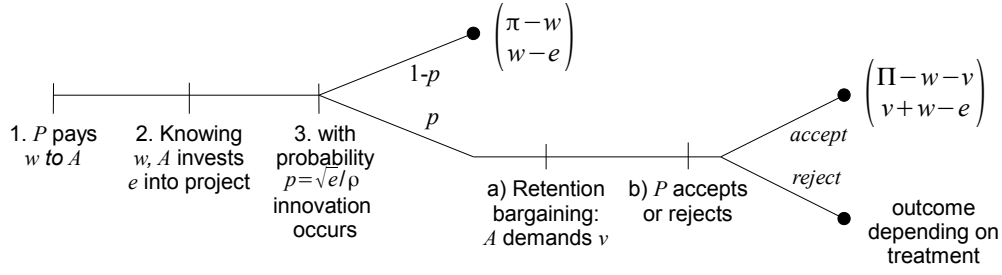 1. P pays
w to A
2. Knowing
w, A invests
e into project
3. with
probability
p=√e/ρ
innovation
occurs
1-p
p
π−w
w−e
a) Retention
bargaining:
A demands v
b) P accepts
or rejects
accept
reject
Π−w−v
v+w−e
outcome
depending on
treatment